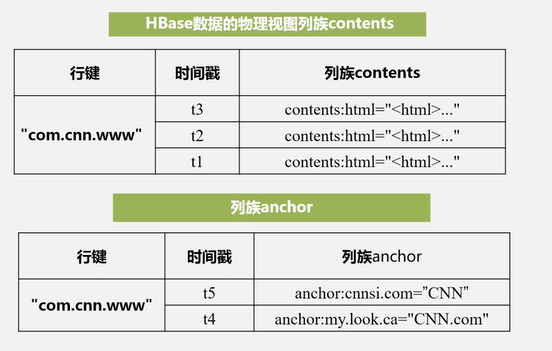 HBase数据的物理视图列族contents
行键 时间戳 列族contents
"com.cnn.www" t3 contents:html="<html>..."
t2 contents:html="<html>..."
t1 contents:html="<html>..."
列族anchor
行键 时间戳 列族anchor
"com.cnn.www" t5 anchor:cnnsi.com=”CNN”
t4 anchor:my.look.ca="CNN.com"